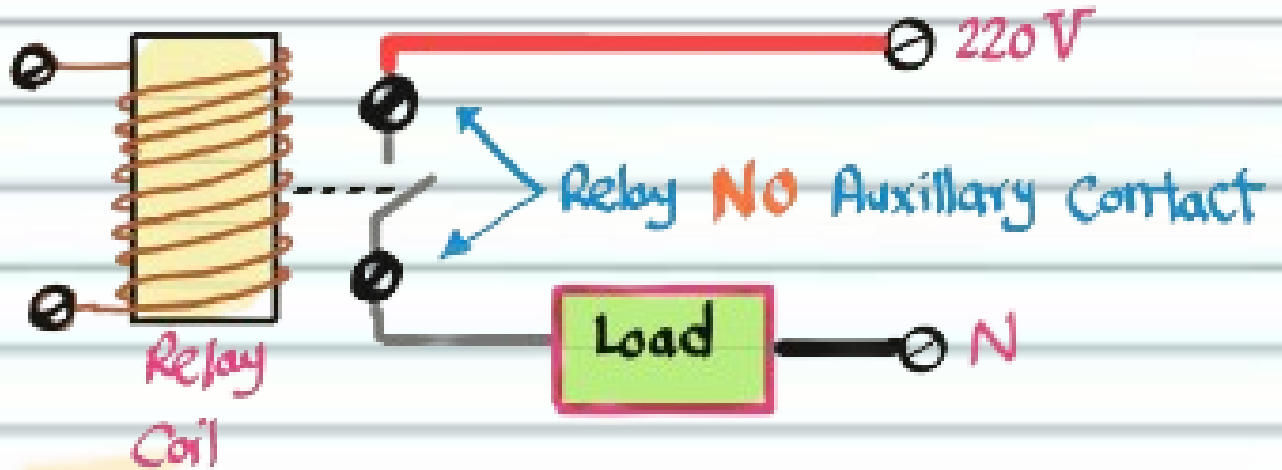 220V
Relay NO Auxillary Contact
Load
N
Relay
Coil